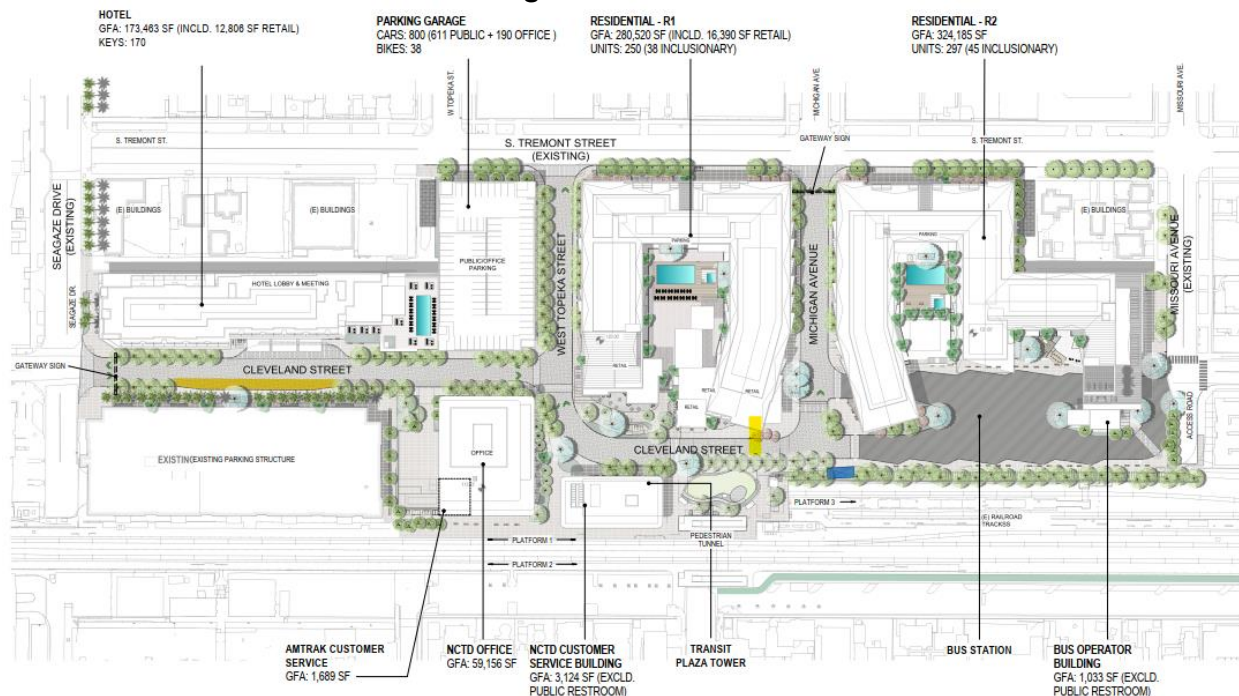 HOTEL
GFA: 173,463 SF (INCLD. 12,806 SF RETAIL)
KEYS: 170
PARKING GARAGE
CARS: 800 (611 PUBLIC + 190 OFFICE )
BIKES: 38
RESIDENTIAL - R1
GFA: 280,520 SF (INCL. 16,390 SF RETAIL)
UNITS: 250 (38 INCLUSIONARY)
RESIDENTIAL - R2
GFA: 324,185 SF
UNITS: 297 (45 INCLUSIONARY)
W TOPEKA ST.
MICHIGAN AVE.
MISSOURI AVE.
S. TREMONT ST.
S. TREMONT STREET
(EXISTING)
GATEWAY SIGN
S. TREMONT ST.
SEAGAZE DRIVE
(EXISTING)
(E) BUILDINGS
(E) BUILDINGS
(E) BUILDINGS
PARKING
PARKING
PUBLIC/OFFICE
PARKING
WEST TOPEKA STREET
MICHIGAN AVENUE
MISSOURI AVENUE
(EXISTING)
HOTEL LOBBY & MEETING
SEAGAZE DR.
GATEWAY SIGN
CLEVELAND STREET
RETAIL
RETAIL
RETAIL
RETAIL
ACCESS ROAD
CLEVELAND STREET
OFFICE
EXISTIN(EXISTING PARKING STRUCTURE
PLATFORM 3
(E) RAILROAD
TRACKSS
PEDESTRIAN
TUNNEL
PLATFORM 1
PLATFORM 2
AMTRAK CUSTOMER
SERVICE
GFA: 1,689 SF
NCTD OFFICE
GFA: 59,156 SF
NCTD CUSTOMER
SERVICE BUILDING
GFA: 3,124 SF (EXCLD.
PUBLIC RESTROOM)
TRANSIT
PLAZA TOWER
BUS STATION
BUS OPERATOR
BUILDING
GFA: 1,033 SF (EXCLD.
PUBLIC RESTROOM)